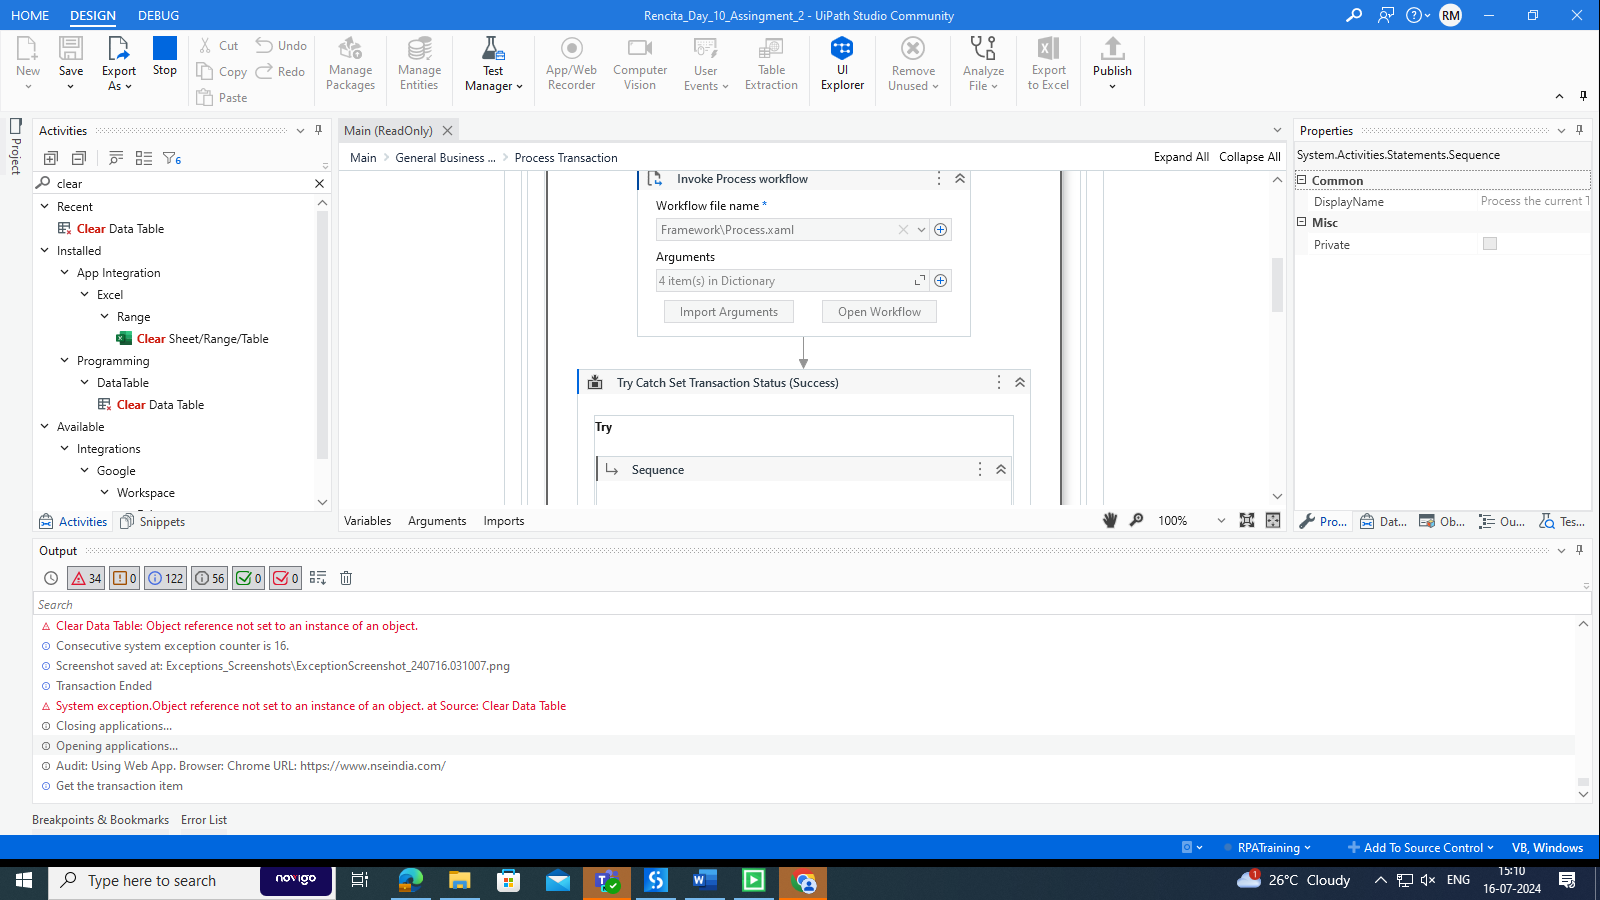 HOME DESIGN DEBUG Rencita_Day_10_Assingment_2 - UiPath Studio Community RM
New Save Export As Stop Cut Copy Paste Undo Redo Manage Packages Manage Entities Test Manager App/Web Recorder Computer Vision User Events Table Extraction UI Explorer Remove Unused Analyze File Export to Excel Publish
Project
Activities
6
clear
Recent
Clear Data Table
Installed
App Integration
Excel
Range
Clear Sheet/Range/Table
Programming
DataTable
Clear Data Table
Available
Integrations
Google
Workspace
Activities Snippets
Main (ReadOnly)
Main General Business ... Process Transaction Expand All Collapse All
Invoke Process workflow
Workflow file name *
Framework\Process.xaml
Arguments
4 item(s) in Dictionary
Import Arguments Open Workflow
Try Catch Set Transaction Status (Success)
Try
Sequence
Variables Arguments Imports 100%
Properties
System.Activities.Statements.Sequence
Common
DisplayName Process the current T
Misc
Private
Pro... Dat... Ob... Ou... Tes...
Output
34 0 122 56 0 0
Search
Clear Data Table: Object reference not set to an instance of an object.
Consecutive system exception counter is 16.
Screenshot saved at: Exceptions_Screenshots\ExceptionScreenshot_240716.031007.png
Transaction Ended
System exception.Object reference not set to an instance of an object. at Source: Clear Data Table
Closing applications...
Opening applications...
Audit: Using Web App. Browser: Chrome URL: https://www.nseindia.com/
Get the transaction item
Breakpoints & Bookmarks Error List
RPATraining Add To Source Control VB, Windows
Type here to search novigo 1 26°C Cloudy ENG 15:10
16-07-2024